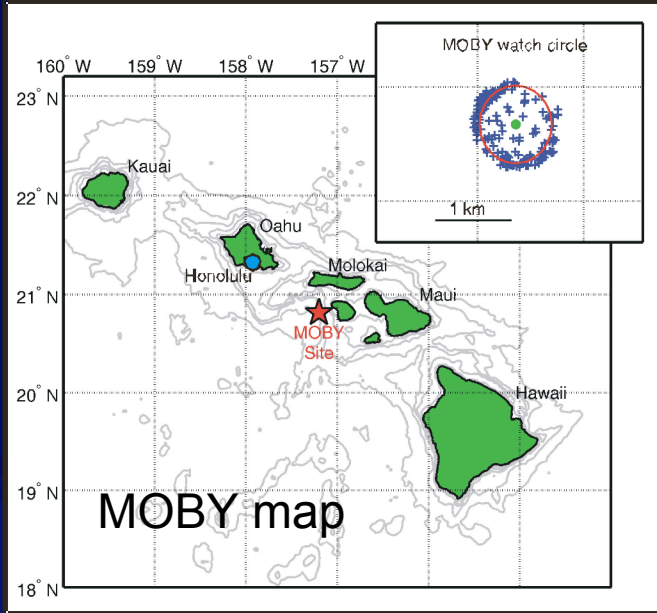 MOBY watch circle
1 km
160° W 159° W 158° W 157° W
23° N
22° N
21° N
20° N
19° N
18° N
Kauai
Oahu
Honolulu
Molokai
Maui
MOBY
Site
Hawaii
MOBY map